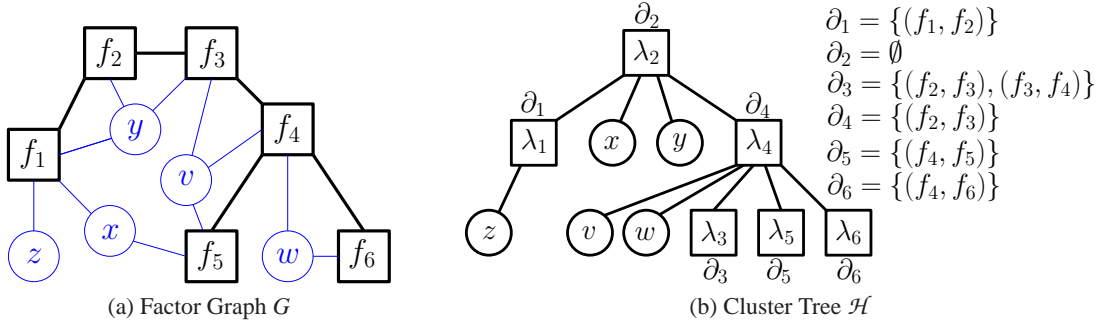 f₂
f₃
y
f₄
f₁
v
x
z
f₅
w
f₆
(a) Factor Graph G
∂₂
λ₂
∂₁
∂₄
λ₁
x
y
λ₄
z
v
w
λ₃
λ₅
λ₆
∂₃
∂₅
∂₆
(b) Cluster Tree ℋ
∂₁ = {(f₁, f₂)}
∂₂ = ∅
∂₃ = {(f₂, f₃), (f₃, f₄)}
∂₄ = {(f₂, f₃)}
∂₅ = {(f₄, f₅)}
∂₆ = {(f₄, f₆)}